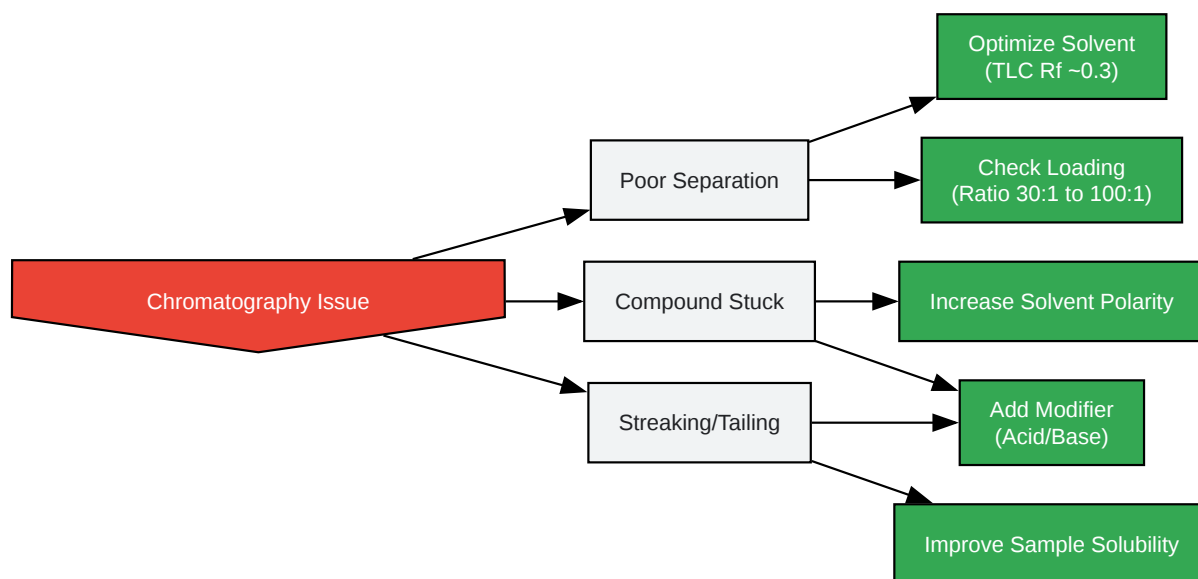 Chromatography Issue
Poor Separation
Compound Stuck
Streaking/Tailing
Optimize Solvent
(TLC Rf ~0.3)
Check Loading
(Ratio 30:1 to 100:1)
Increase Solvent Polarity
Add Modifier
(Acid/Base)
Improve Sample Solubility